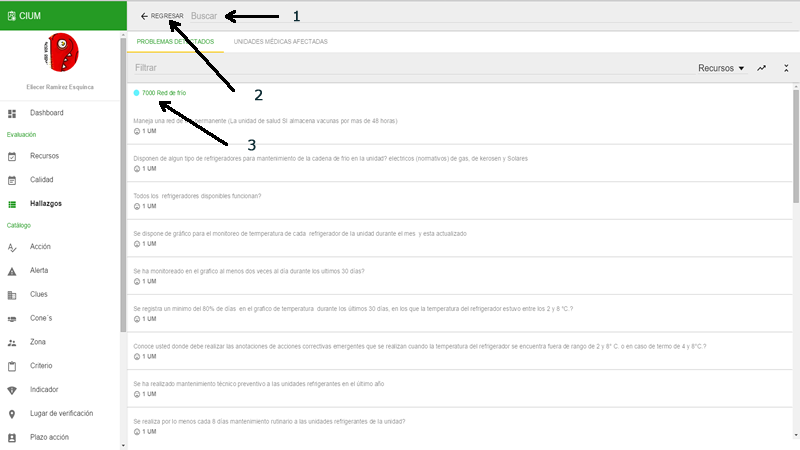 CIUM
REGRESAR
Buscar
1
PROBLEMAS DETECTADOS
UNIDADES MÉDICAS AFECTADAS
Filtrar
Recursos
2
7000 Red de frío
3
Maneja una red de permanente (La unidad de salud SI almacena vacunas por mas de 48 horas)
1 UM
Disponen de algun tipo de refrigeradores para mantenimiento de la cadena de frio en la unidad? electricos (normativos) de gas, de kerosen y Solares
1 UM
Todos los refrigeradores disponibles funcionan?
1 UM
Se dispone de gráfico para el monitoreo de temperatura de cada refrigerador de la unidad durante el mes y esta actualizado
1 UM
Se ha monitoreado en el grafico al menos dos veces al día durante los ultimos 30 días?
1 UM
Se registra un minimo del 80% de días en el grafico de temperatura durante los últimos 30 días, en los que la temperatura del refrigerador estuvo entre los 2 y 8 °C ?
1 UM
Conoce usted donde debe realizar las anotaciones de acciones correctivas emergentes que se realizan cuando la temperatura del refrigerador se encuentra fuera de rango de 2 y 8° C o en caso de termo de 4 y 8°C ?
1 UM
Se ha realizado mantenimiento técnico preventivo a las unidades refrigerantes en el último año
1 UM
Se realiza por lo menos cada 8 días mantenimiento rutinario a las unidades refrigerantes de la unidad?
1 UM
Eliecer Ramírez Esquinca
Dashboard
Evaluación
Recursos
Calidad
Hallazgos
Catálogo
Acción
Alerta
Clues
Cone´s
Zona
Criterio
Indicador
Lugar de verificación
Plazo acción